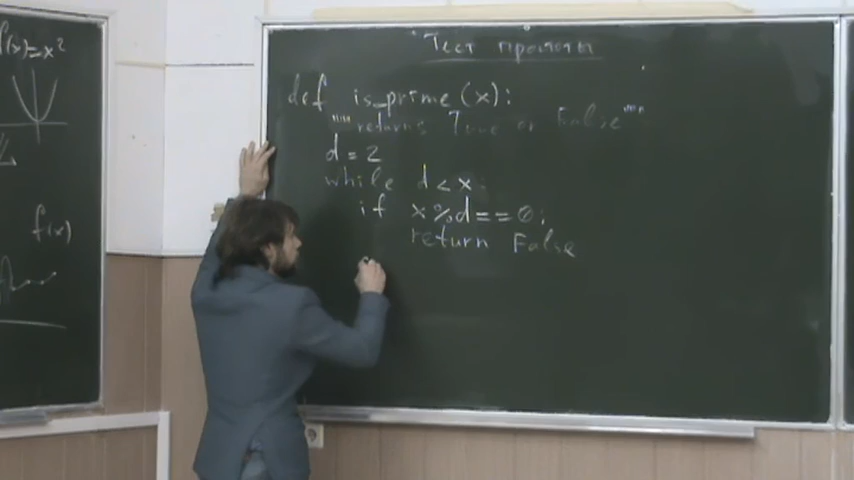 f(x)=x²
f(x)
Тест простоты
def is_prime (x):
""" returns True or False """
d = 2
while d < x:
if x % d == 0:
return False